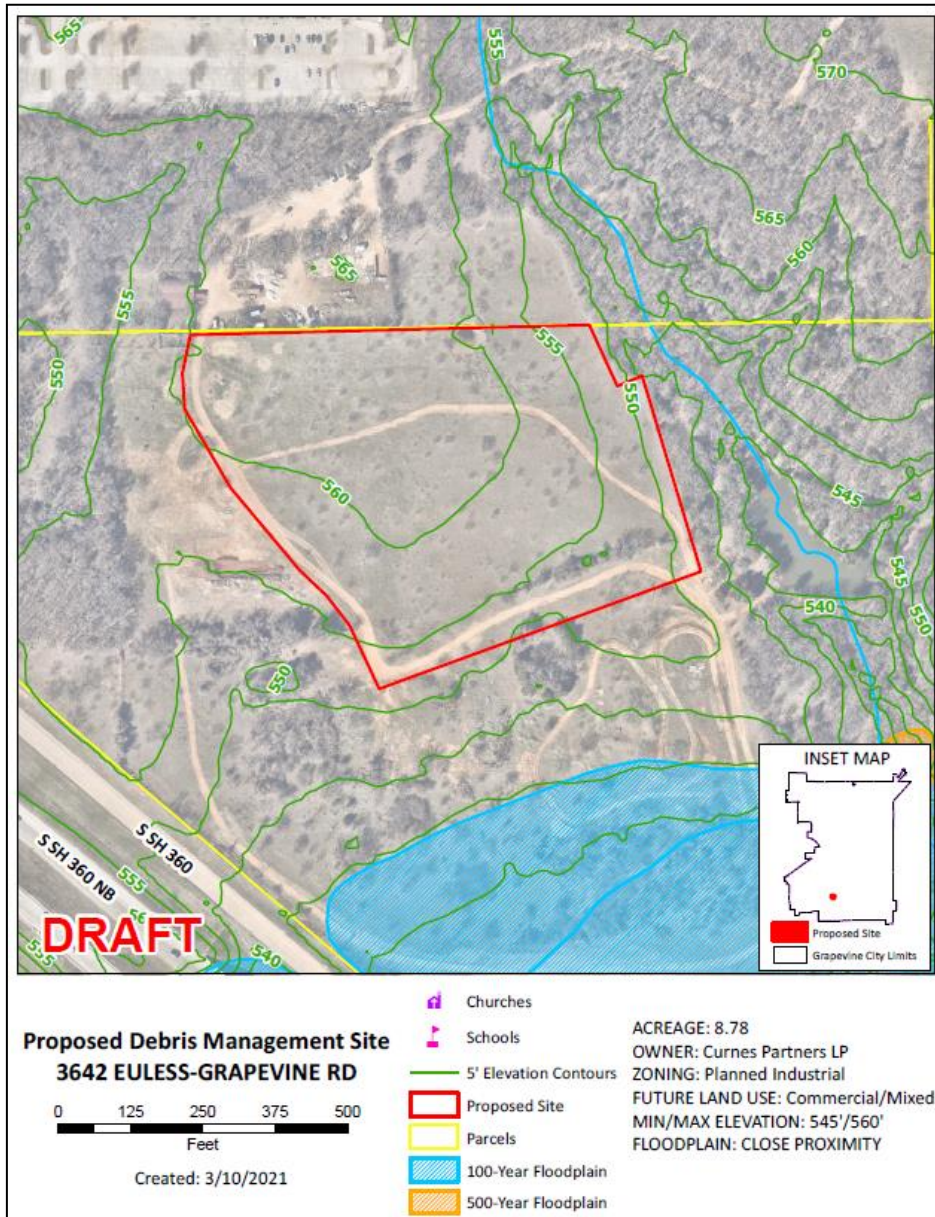 565
555
570
565
560
565
555
550
555
550
560
545
545
550
540
550
S SH 360
S SH 360 NB
555
555
540
DRAFT
INSET MAP
Proposed Site
Grapevine City Limits
Proposed Debris Management Site
3642 EULESS-GRAPEVINE RD
0 125 250 375 500
Feet
Created: 3/10/2021
Churches
Schools
5' Elevation Contours
Proposed Site
Parcels
100-Year Floodplain
500-Year Floodplain
ACREAGE: 8.78
OWNER: Curnes Partners LP
ZONING: Planned Industrial
FUTURE LAND USE: Commercial/Mixed
MIN/MAX ELEVATION: 545'/560'
FLOODPLAIN: CLOSE PROXIMITY